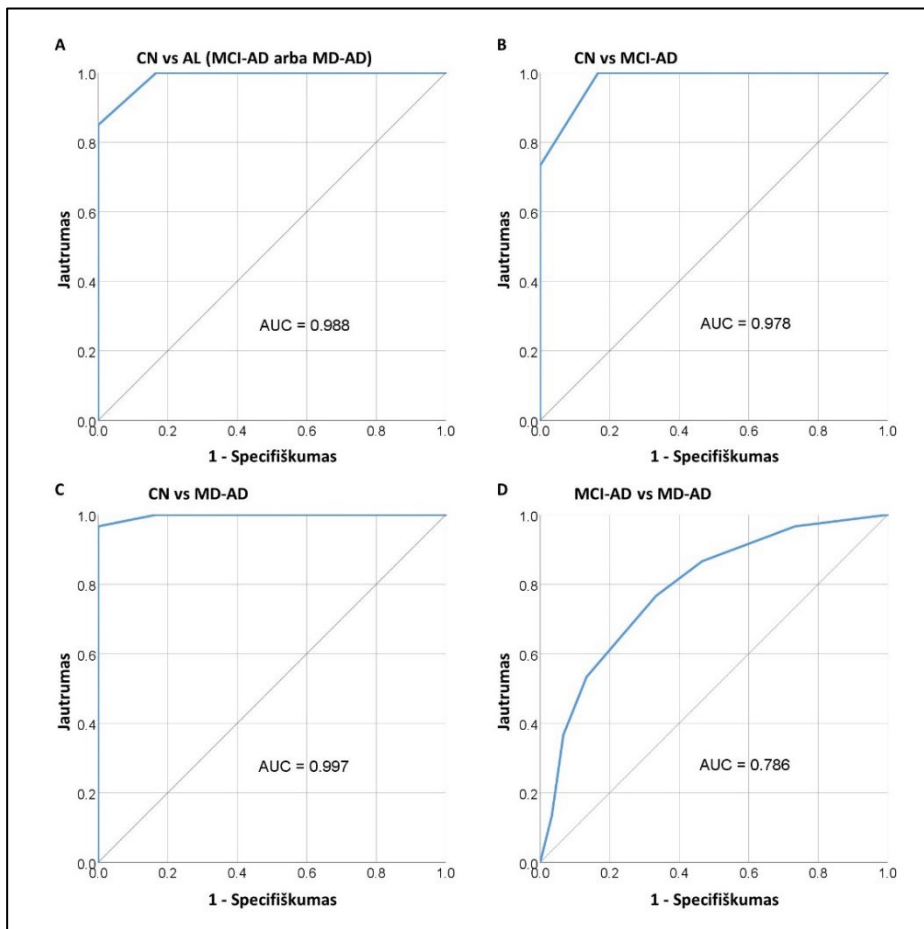 A
CN vs AL (MCI-AD arba MD-AD)
1.0
0.8
0.6
0.4
0.2
0.0
Jautrumas
AUC = 0.988
0.0 0.2 0.4 0.6 0.8 1.0
1 - Specifiškumas
B
CN vs MCI-AD
1.0
0.8
0.6
0.4
0.2
0.0
Jautrumas
AUC = 0.978
0.0 0.2 0.4 0.6 0.8 1.0
1 - Specifiškumas
C
CN vs MD-AD
1.0
0.8
0.6
0.4
0.2
0.0
Jautrumas
AUC = 0.997
0.0 0.2 0.4 0.6 0.8 1.0
1 - Specifiškumas
D
MCI-AD vs MD-AD
1.0
0.8
0.6
0.4
0.2
0.0
Jautrumas
AUC = 0.786
0.0 0.2 0.4 0.6 0.8 1.0
1 - Specifiškumas